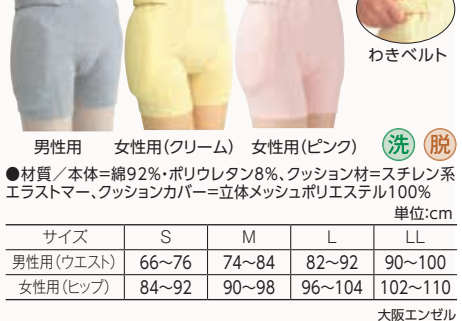 わきベルト
男性用 女性用(クリーム) 女性用(ピンク) 洗 脱
●材質／本体=綿92%・ポリウレタン8%、クッション材=スチレン系
エラストマー、クッションカバー=立体メッシュポリエステル100%
単位:cm
サイズ S M L LL
男性用(ウエスト) 66~76 74~84 82~92 90~100
女性用(ヒップ) 84~92 90~98 96~104 102~110
大阪エンゼル